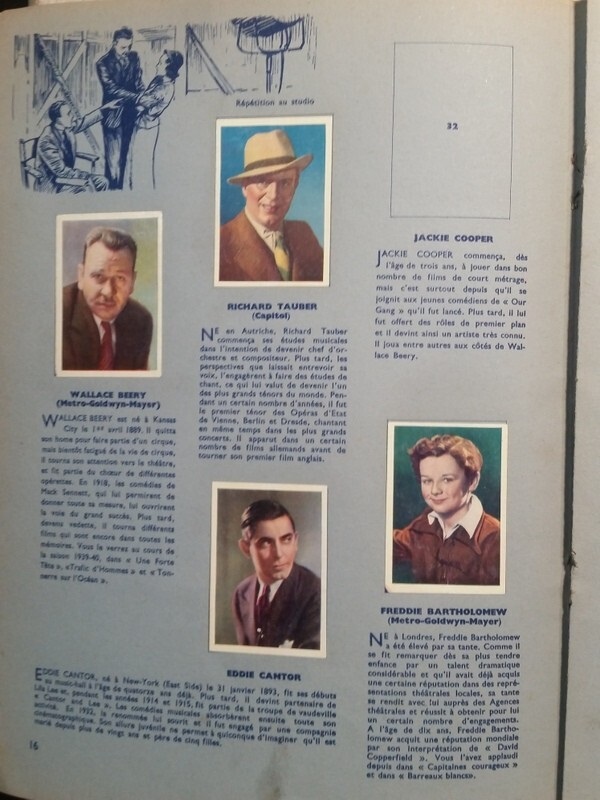 Répétition au studio
WALLACE BEERY
(Metro-Goldwyn-Mayer)
WALLACE BEERY est né à Kansas
City le 1er avril 1889. Il quitta
son home pour faire partie d'un cirque,
mais bientôt fatigué de la vie de cirque,
il tourna son attention vers le théâtre,
et fit partie du chœur de différentes
opérettes. En 1918, les comédies de
Mack Sennett, qui lui permirent de
donner toute sa mesure, lui ouvrirent
la voie du grand succès. Plus tard,
devenu vedette, il tourna différents
films qui sont encore dans toutes les
mémoires. Vous le verrez au cours de
la saison 1939-40, dans « Une Forte
Tête », «Trafic d'Hommes » et « Ton-
nerre sur l'Océan ».
RICHARD TAUBER
(Capitol)
NÉ en Autriche, Richard Tauber
commença ses études musicales
dans l'intention de devenir chef d'or-
chestre et compositeur. Plus tard, les
perspectives que laissait entrevoir sa
voix, l'engagèrent à faire des études de
chant, ce qui lui valut de devenir l'un
des plus grands ténors du monde. Pen-
dant un certain nombre d'années, il fut
le premier ténor des Opéras d'Etat
de Vienne, Berlin et Dresde, chantant
en même temps dans les plus grands
concerts. Il apparut dans un certain
nombre de films allemands avant de
tourner son premier film anglais.
32
JACKIE COOPER
JACKIE COOPER commença, dès
l'âge de trois ans, à jouer dans bon
nombre de films de court métrage,
mais c'est surtout depuis qu'il se
joignit aux jeunes comédiens de « Our
Gang » qu'il fut lancé. Plus tard, il lui
fut offert des rôles de premier plan
et il devint ainsi un artiste très connu.
Il joua entre autres aux côtés de Wal-
lace Beery.
FREDDIE BARTHOLOMEW
(Metro-Goldwyn-Mayer)
NÉ à Londres, Freddie Bartholomew
a été élevé par sa tante. Comme il
se fit remarquer dès sa plus tendre
enfance par un talent dramatique
considérable et qu'il avait déjà acquis
une certaine réputation dans des repré-
sentations théâtrales locales, sa tante
se rendit avec lui auprès des Agences
théâtrales et réussit à obtenir pour lui
un certain nombre d'engagements.
A l'âge de dix ans, Freddie Bartho-
lomew acquit une réputation mondiale
par son interprétation de « David
Copperfield ». Vous l'avez applaudi
depuis dans « Capitaines courageux »
et dans « Barreaux blancs».
EDDIE CANTOR
EDDIE CANTOR, né à New-York (East Side) le 31 janvier 1893, fit ses débuts
au music-hall à l'âge de quatorze ans déjà. Plus tard, il devint partenaire de
Lila Lee et, pendant les années 1914 et 1915, fit partie de la troupe de vaudeville
« Cantor and Lee ». Les comédies musicales absorbèrent ensuite toute son
activité. En 1932, la renommée lui sourit et il fut engagé par une compagnie
cinématographique. Son allure juvénile ne permet à quiconque d'imaginer qu'il est
marié depuis plus de vingt ans et père de cinq filles.
16